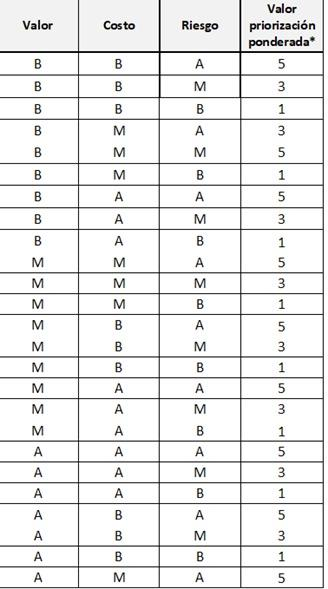 Valor Costo Riesgo Valor priorización ponderada*
B B A 5
B B M 3
B B B 1
B M A 3
B M M 5
B M B 1
B A A 5
B A M 3
B A B 1
M M A 5
M M M 3
M M B 1
M B A 5
M B M 3
M B B 1
M A A 5
M A M 3
M A B 1
A A A 5
A A M 3
A A B 1
A B A 5
A B M 3
A B B 1
A M A 5